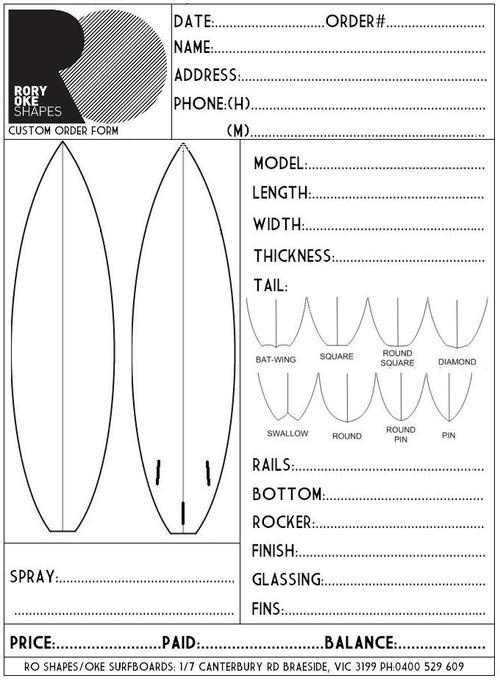 RORY
OKE
SHAPES
CUSTOM ORDER FORM
DATE:..........................ORDER#........................
NAME:................................................................
ADDRESS:.........................................................
PHONE:(H).......................................................
(M).......................................................
MODEL:..........................................
LENGTH:.........................................
WIDTH:...........................................
THICKNESS:...................................
TAIL:
BAT-WING
SQUARE
ROUND
SQUARE
DIAMOND
SWALLOW
ROUND
ROUND
PIN
PIN
RAILS:............................................
BOTTOM:......................................
ROCKER:........................................
FINISH:...........................................
GLASSING:.....................................
FINS:..............................................
SPRAY:..........................................
.....................................................
PRICE:......................PAID:..........................BALANCE:..................
RO SHAPES/OKE SURFBOARDS: 1/7 CANTERBURY RD BRAESIDE, VIC 3199 PH:0400 529 609